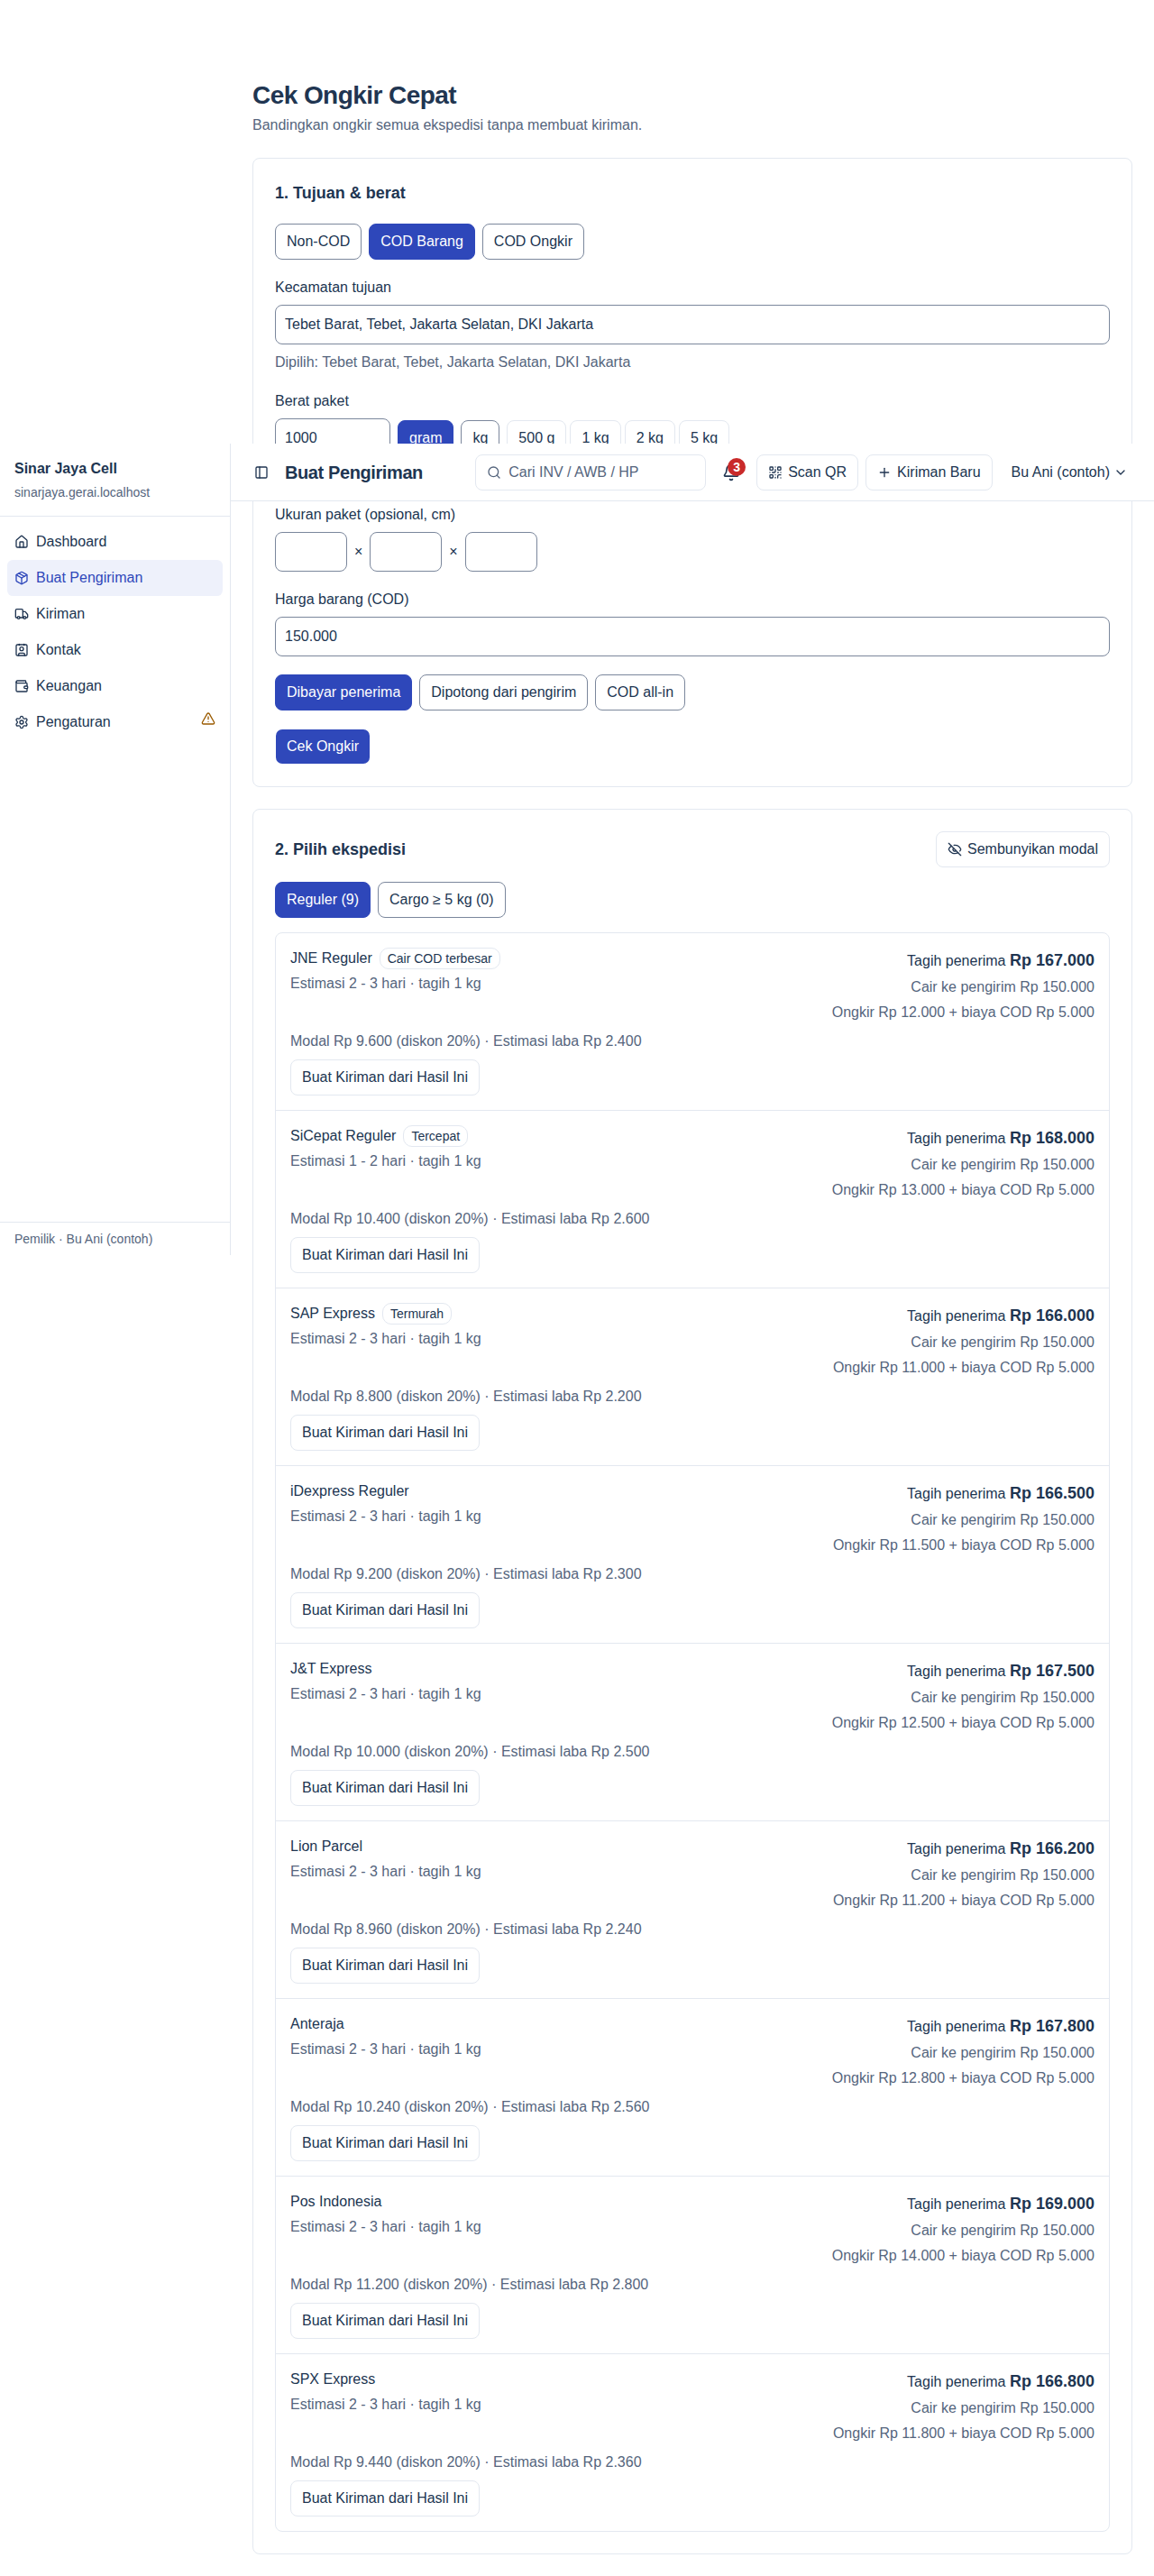 Cek Ongkir Cepat
Bandingkan ongkir semua ekspedisi tanpa membuat kiriman.
1. Tujuan & berat
Non-COD COD Barang COD Ongkir
Kecamatan tujuan
Tebet Barat, Tebet, Jakarta Selatan, DKI Jakarta
Dipilih: Tebet Barat, Tebet, Jakarta Selatan, DKI Jakarta
Berat paket
1000 gram kg 500 g 1 kg 2 kg 5 kg
Sinar Jaya Cell
sinarjaya.gerai.localhost
Dashboard
Buat Pengiriman
Kiriman
Kontak
Keuangan
Pengaturan
Pemilik · Bu Ani (contoh)
Buat Pengiriman Cari INV / AWB / HP 3 Scan QR Kiriman Baru Bu Ani (contoh)
Ukuran paket (opsional, cm)
× ×
Harga barang (COD)
150.000
Dibayar penerima Dipotong dari pengirim COD all-in
Cek Ongkir
2. Pilih ekspedisi Sembunyikan modal
Reguler (9) Cargo ≥ 5 kg (0)
JNE Reguler Cair COD terbesar Tagih penerima Rp 167.000
Estimasi 2 - 3 hari · tagih 1 kg Cair ke pengirim Rp 150.000
Ongkir Rp 12.000 + biaya COD Rp 5.000
Modal Rp 9.600 (diskon 20%) · Estimasi laba Rp 2.400
Buat Kiriman dari Hasil Ini
SiCepat Reguler Tercepat Tagih penerima Rp 168.000
Estimasi 1 - 2 hari · tagih 1 kg Cair ke pengirim Rp 150.000
Ongkir Rp 13.000 + biaya COD Rp 5.000
Modal Rp 10.400 (diskon 20%) · Estimasi laba Rp 2.600
Buat Kiriman dari Hasil Ini
SAP Express Termurah Tagih penerima Rp 166.000
Estimasi 2 - 3 hari · tagih 1 kg Cair ke pengirim Rp 150.000
Ongkir Rp 11.000 + biaya COD Rp 5.000
Modal Rp 8.800 (diskon 20%) · Estimasi laba Rp 2.200
Buat Kiriman dari Hasil Ini
iDexpress Reguler Tagih penerima Rp 166.500
Estimasi 2 - 3 hari · tagih 1 kg Cair ke pengirim Rp 150.000
Ongkir Rp 11.500 + biaya COD Rp 5.000
Modal Rp 9.200 (diskon 20%) · Estimasi laba Rp 2.300
Buat Kiriman dari Hasil Ini
J&T Express Tagih penerima Rp 167.500
Estimasi 2 - 3 hari · tagih 1 kg Cair ke pengirim Rp 150.000
Ongkir Rp 12.500 + biaya COD Rp 5.000
Modal Rp 10.000 (diskon 20%) · Estimasi laba Rp 2.500
Buat Kiriman dari Hasil Ini
Lion Parcel Tagih penerima Rp 166.200
Estimasi 2 - 3 hari · tagih 1 kg Cair ke pengirim Rp 150.000
Ongkir Rp 11.200 + biaya COD Rp 5.000
Modal Rp 8.960 (diskon 20%) · Estimasi laba Rp 2.240
Buat Kiriman dari Hasil Ini
Anteraja Tagih penerima Rp 167.800
Estimasi 2 - 3 hari · tagih 1 kg Cair ke pengirim Rp 150.000
Ongkir Rp 12.800 + biaya COD Rp 5.000
Modal Rp 10.240 (diskon 20%) · Estimasi laba Rp 2.560
Buat Kiriman dari Hasil Ini
Pos Indonesia Tagih penerima Rp 169.000
Estimasi 2 - 3 hari · tagih 1 kg Cair ke pengirim Rp 150.000
Ongkir Rp 14.000 + biaya COD Rp 5.000
Modal Rp 11.200 (diskon 20%) · Estimasi laba Rp 2.800
Buat Kiriman dari Hasil Ini
SPX Express Tagih penerima Rp 166.800
Estimasi 2 - 3 hari · tagih 1 kg Cair ke pengirim Rp 150.000
Ongkir Rp 11.800 + biaya COD Rp 5.000
Modal Rp 9.440 (diskon 20%) · Estimasi laba Rp 2.360
Buat Kiriman dari Hasil Ini